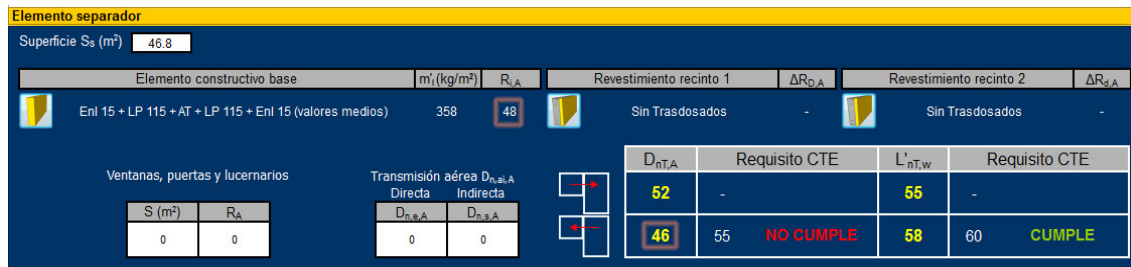 Elemento separador
Superficie Ss (m²) 46.8
Elemento constructivo base m'i (kg/m²) Ri,A Revestimiento recinto 1 ΔRD,A Revestimiento recinto 2 ΔRd,A
Enl 15 + LP 115 + AT + LP 115 + Enl 15 (valores medios) 358 48 Sin Trasdosados - Sin Trasdosados -
DnT,A Requisito CTE L'nT,w Requisito CTE
Ventanas, puertas y lucernarios Transmisión aérea Dn,ai,A
Directa Indirecta
52 - 55 -
S (m²) RA Dn,e,A Dn,s,A
0 0 0 0
46 55 NO CUMPLE 58 60 CUMPLE